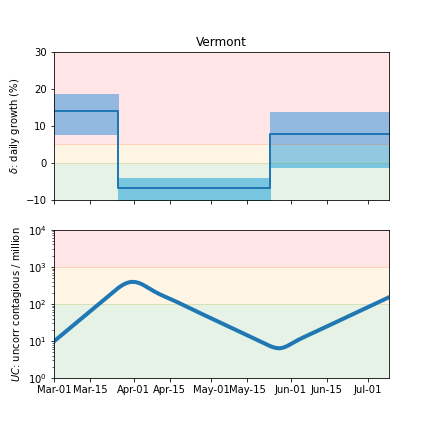 Vermont
30
20
10
0
−10
δ: daily growth (%)
10⁴
10³
10²
10¹
10⁰
UC: uncorr contagious / million
Mar-01 Mar-15 Apr-01 Apr-15 May-01 May-15 Jun-01 Jun-15 Jul-01